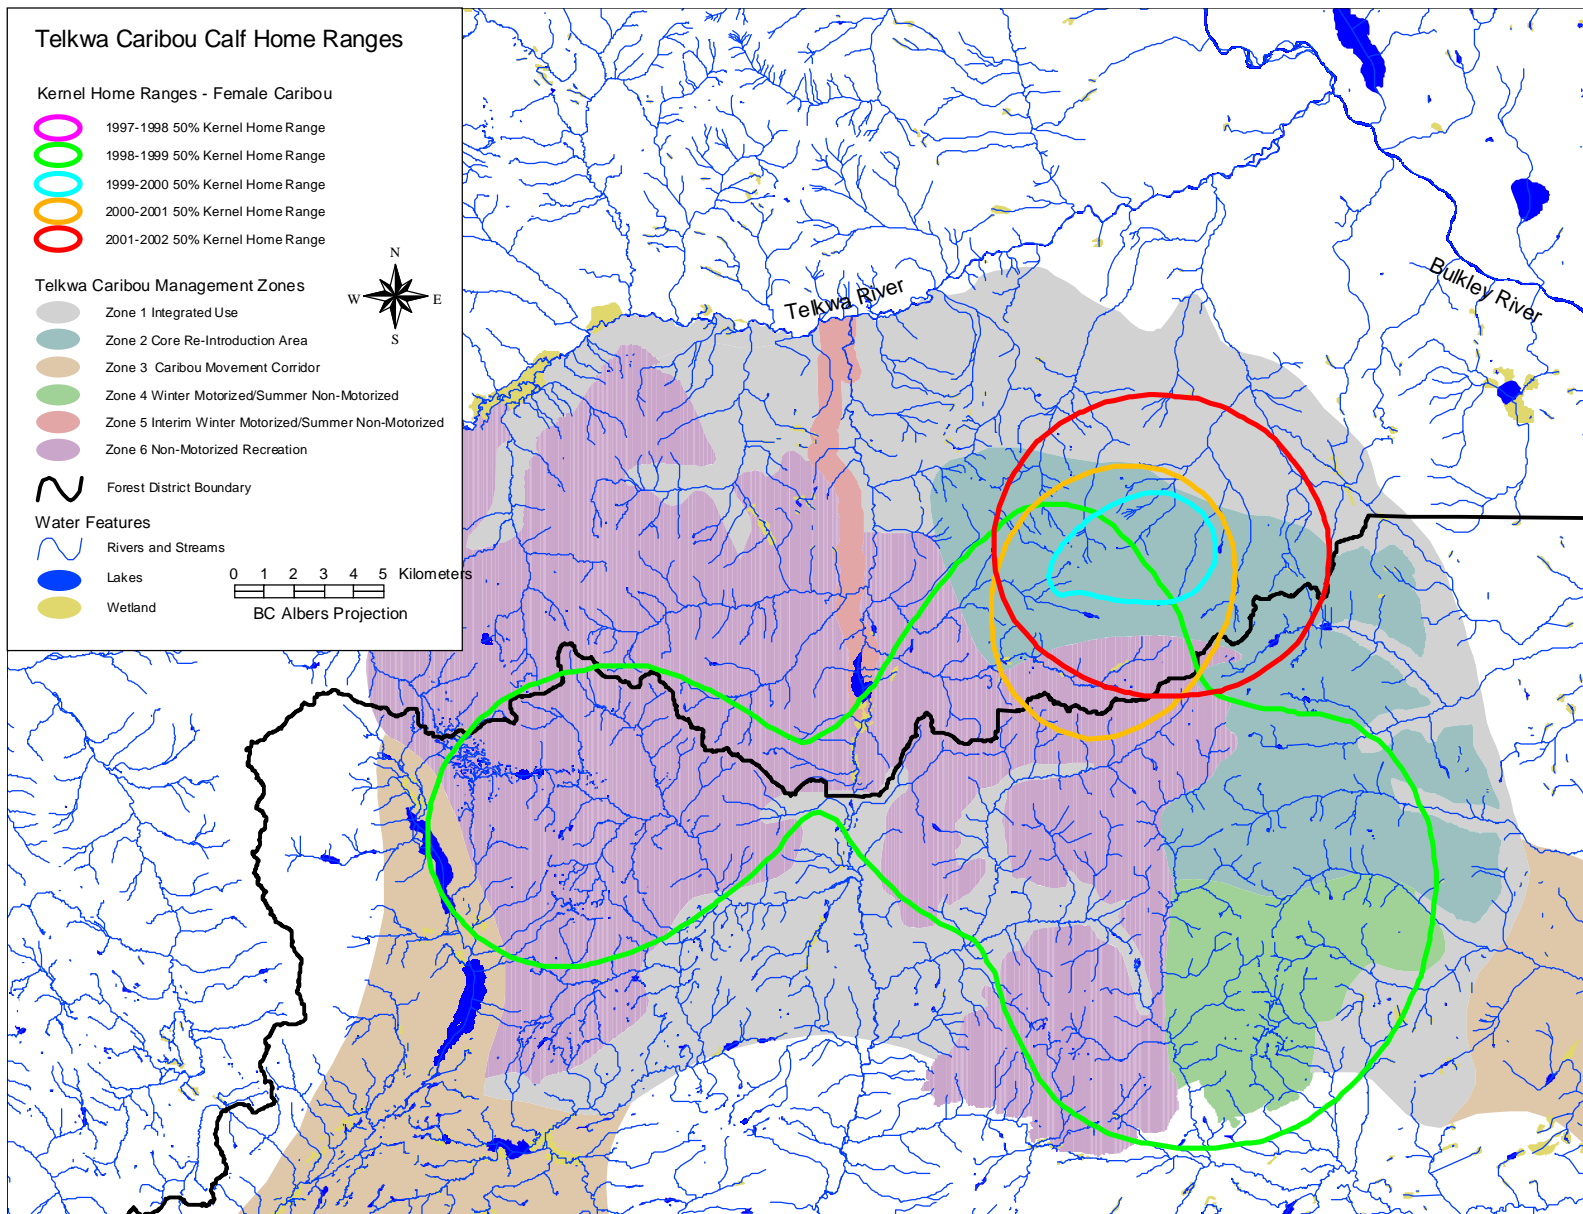 Telkwa Caribou Calf Home Ranges
Kernel Home Ranges - Female Caribou
1997-1998 50% Kernel Home Range
1998-1999 50% Kernel Home Range
1999-2000 50% Kernel Home Range
2000-2001 50% Kernel Home Range
2001-2002 50% Kernel Home Range
N
W E
S
Telkwa Caribou Management Zones
Zone 1 Integrated Use
Zone 2 Core Re-Introduction Area
Zone 3 Caribou Movement Corridor
Zone 4 Winter Motorized/Summer Non-Motorized
Zone 5 Interim Winter Motorized/Summer Non-Motorized
Zone 6 Non-Motorized Recreation
Forest District Boundary
Water Features
Rivers and Streams
Lakes
Wetland
0 1 2 3 4 5 Kilometers
BC Albers Projection
Telkwa River
Bulkley River